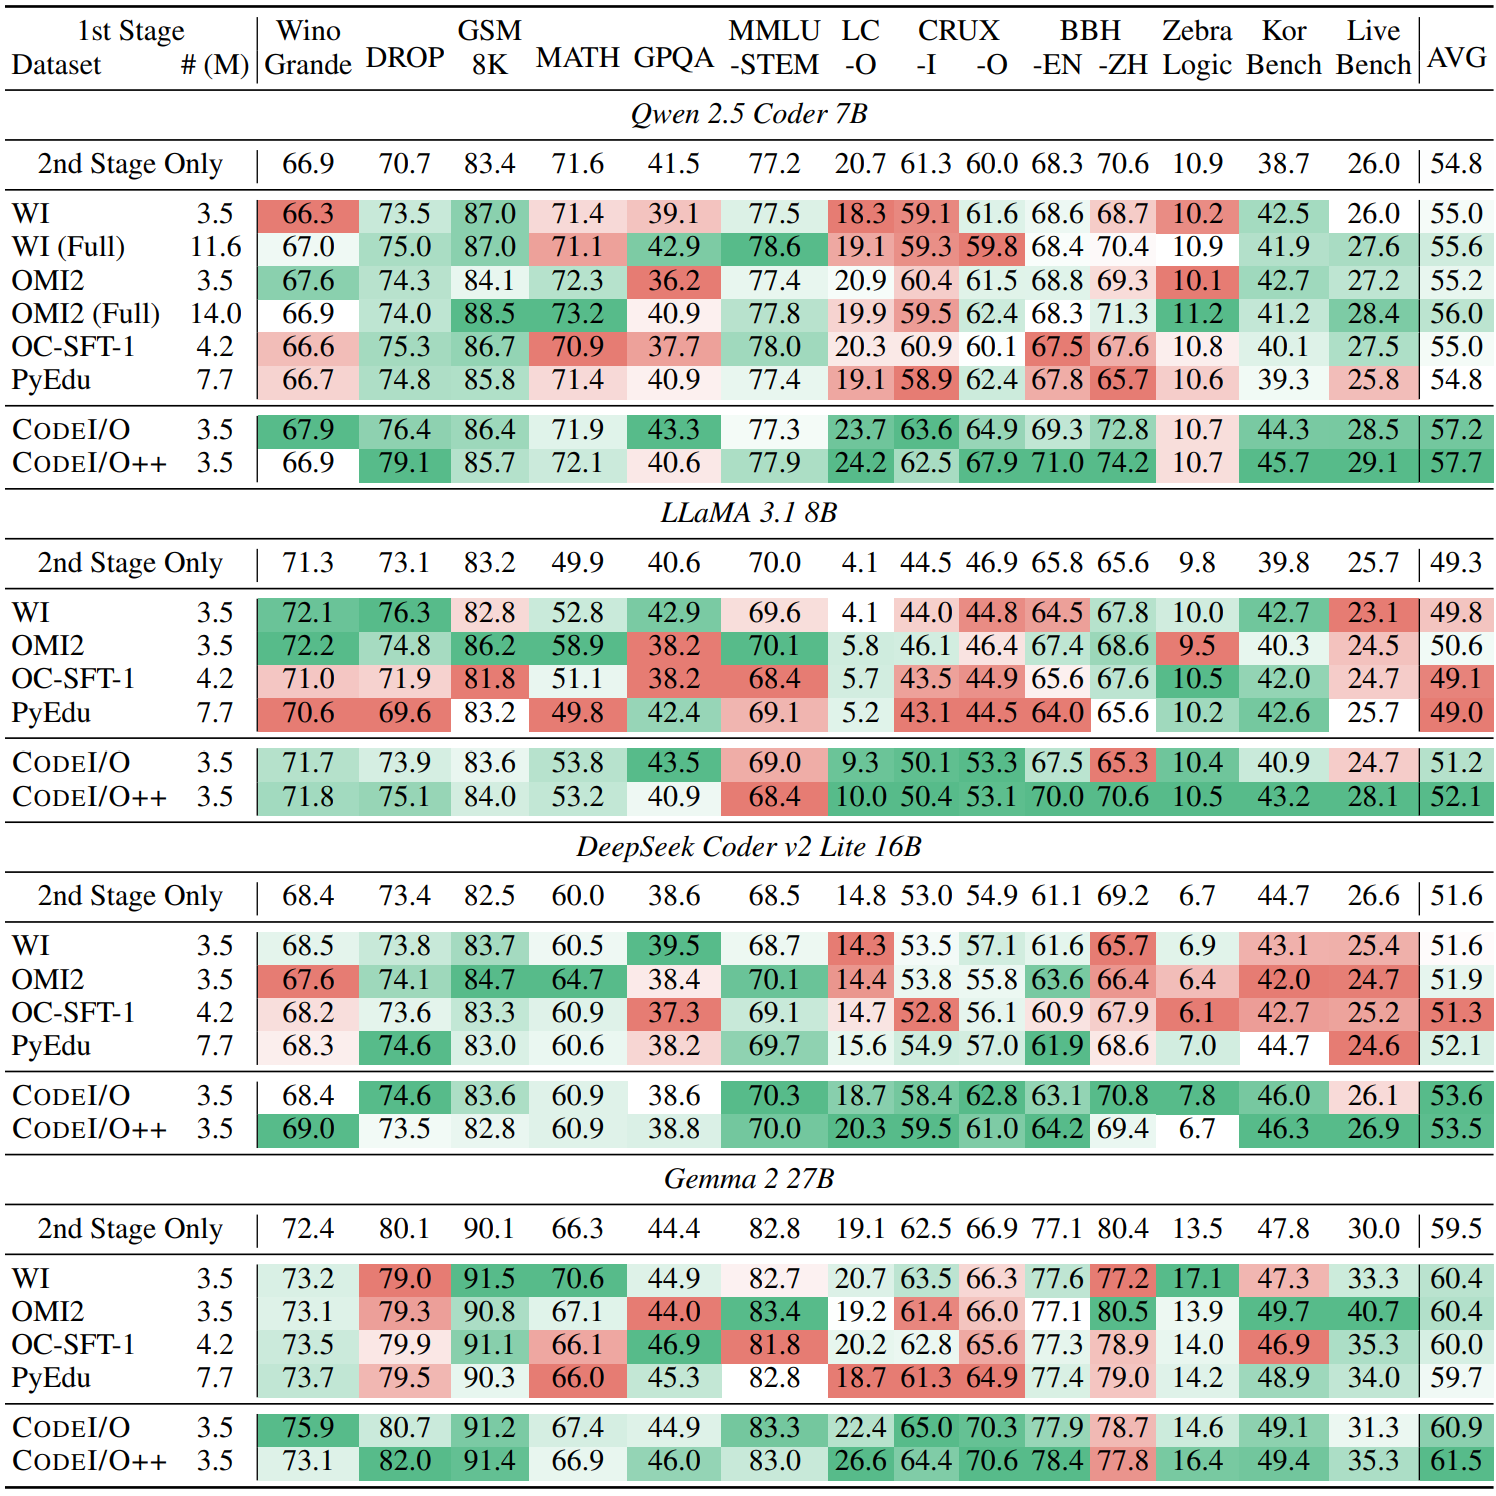 1st Stage Wino GSM MMLU LC CRUX BBH Zebra Kor Live
Dataset # (M) Grande DROP 8K MATH GPQA -STEM -O -I -O -EN -ZH Logic Bench Bench AVG
Qwen 2.5 Coder 7B
2nd Stage Only 66.9 70.7 83.4 71.6 41.5 77.2 20.7 61.3 60.0 68.3 70.6 10.9 38.7 26.0 54.8
WI 3.5 66.3 73.5 87.0 71.4 39.1 77.5 18.3 59.1 61.6 68.6 68.7 10.2 42.5 26.0 55.0
WI (Full) 11.6 67.0 75.0 87.0 71.1 42.9 78.6 19.1 59.3 59.8 68.4 70.4 10.9 41.9 27.6 55.6
OMI2 3.5 67.6 74.3 84.1 72.3 36.2 77.4 20.9 60.4 61.5 68.8 69.3 10.1 42.7 27.2 55.2
OMI2 (Full) 14.0 66.9 74.0 88.5 73.2 40.9 77.8 19.9 59.5 62.4 68.3 71.3 11.2 41.2 28.4 56.0
OC-SFT-1 4.2 66.6 75.3 86.7 70.9 37.7 78.0 20.3 60.9 60.1 67.5 67.6 10.8 40.1 27.5 55.0
PyEdu 7.7 66.7 74.8 85.8 71.4 40.9 77.4 19.1 58.9 62.4 67.8 65.7 10.6 39.3 25.8 54.8
CODEI/O 3.5 67.9 76.4 86.4 71.9 43.3 77.3 23.7 63.6 64.9 69.3 72.8 10.7 44.3 28.5 57.2
CODEI/O++ 3.5 66.9 79.1 85.7 72.1 40.6 77.9 24.2 62.5 67.9 71.0 74.2 10.7 45.7 29.1 57.7
LLaMA 3.1 8B
2nd Stage Only 71.3 73.1 83.2 49.9 40.6 70.0 4.1 44.5 46.9 65.8 65.6 9.8 39.8 25.7 49.3
WI 3.5 72.1 76.3 82.8 52.8 42.9 69.6 4.1 44.0 44.8 64.5 67.8 10.0 42.7 23.1 49.8
OMI2 3.5 72.2 74.8 86.2 58.9 38.2 70.1 5.8 46.1 46.4 67.4 68.6 9.5 40.3 24.5 50.6
OC-SFT-1 4.2 71.0 71.9 81.8 51.1 38.2 68.4 5.7 43.5 44.9 65.6 67.6 10.5 42.0 24.7 49.1
PyEdu 7.7 70.6 69.6 83.2 49.8 42.4 69.1 5.2 43.1 44.5 64.0 65.6 10.2 42.6 25.7 49.0
CODEI/O 3.5 71.7 73.9 83.6 53.8 43.5 69.0 9.3 50.1 53.3 67.5 65.3 10.4 40.9 24.7 51.2
CODEI/O++ 3.5 71.8 75.1 84.0 53.2 40.9 68.4 10.0 50.4 53.1 70.0 70.6 10.5 43.2 28.1 52.1
DeepSeek Coder v2 Lite 16B
2nd Stage Only 68.4 73.4 82.5 60.0 38.6 68.5 14.8 53.0 54.9 61.1 69.2 6.7 44.7 26.6 51.6
WI 3.5 68.5 73.8 83.7 60.5 39.5 68.7 14.3 53.5 57.1 61.6 65.7 6.9 43.1 25.4 51.6
OMI2 3.5 67.6 74.1 84.7 64.7 38.4 70.1 14.4 53.8 55.8 63.6 66.4 6.4 42.0 24.7 51.9
OC-SFT-1 4.2 68.2 73.6 83.3 60.9 37.3 69.1 14.7 52.8 56.1 60.9 67.9 6.1 42.7 25.2 51.3
PyEdu 7.7 68.3 74.6 83.0 60.6 38.2 69.7 15.6 54.9 57.0 61.9 68.6 7.0 44.7 24.6 52.1
CODEI/O 3.5 68.4 74.6 83.6 60.9 38.6 70.3 18.7 58.4 62.8 63.1 70.8 7.8 46.0 26.1 53.6
CODEI/O++ 3.5 69.0 73.5 82.8 60.9 38.8 70.0 20.3 59.5 61.0 64.2 69.4 6.7 46.3 26.9 53.5
Gemma 2 27B
2nd Stage Only 72.4 80.1 90.1 66.3 44.4 82.8 19.1 62.5 66.9 77.1 80.4 13.5 47.8 30.0 59.5
WI 3.5 73.2 79.0 91.5 70.6 44.9 82.7 20.7 63.5 66.3 77.6 77.2 17.1 47.3 33.3 60.4
OMI2 3.5 73.1 79.3 90.8 67.1 44.0 83.4 19.2 61.4 66.0 77.1 80.5 13.9 49.7 40.7 60.4
OC-SFT-1 4.2 73.5 79.9 91.1 66.1 46.9 81.8 20.2 62.8 65.6 77.3 78.9 14.0 46.9 35.3 60.0
PyEdu 7.7 73.7 79.5 90.3 66.0 45.3 82.8 18.7 61.3 64.9 77.4 79.0 14.2 48.9 34.0 59.7
CODEI/O 3.5 75.9 80.7 91.2 67.4 44.9 83.3 22.4 65.0 70.3 77.9 78.7 14.6 49.1 31.3 60.9
CODEI/O++ 3.5 73.1 82.0 91.4 66.9 46.0 83.0 26.6 64.4 70.6 78.4 77.8 16.4 49.4 35.3 61.5